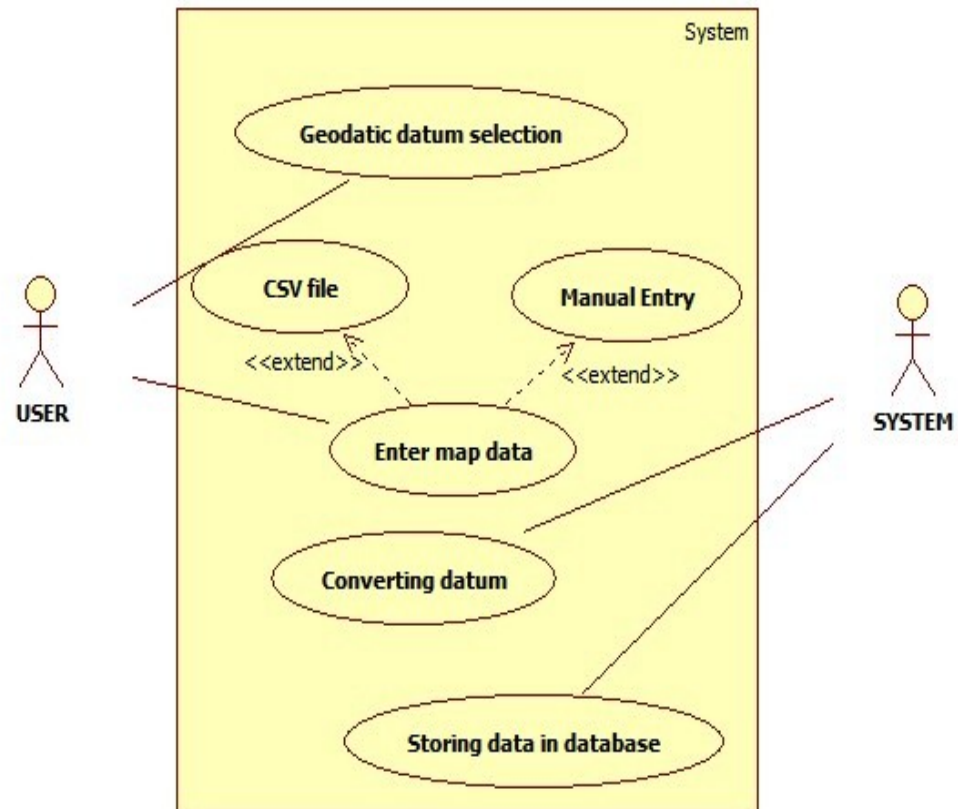 System
Geodatic datum selection
CSV file
Manual Entry
<<extend>>
<<extend>>
USER
SYSTEM
Enter map data
Converting datum
Storing data in database